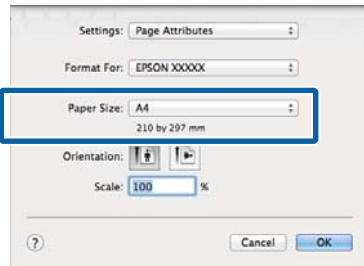 Settings: Page Attributes
Format For: EPSON XXXXX
Paper Size: A4
210 by 297 mm
Orientation:
Scale: 100 %
? Cancel OK